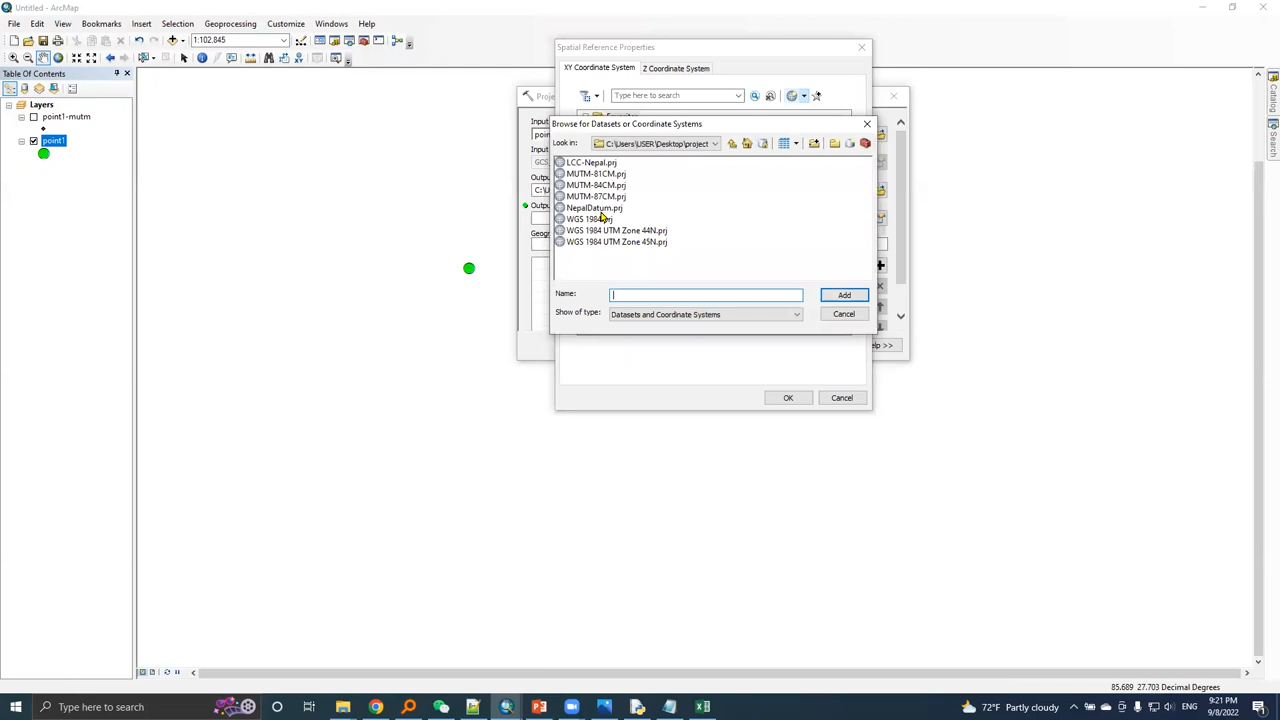 Untitled - ArcMap
File Edit View Bookmarks Insert Selection Geoprocessing Customize Windows Help
1:102,845
Table Of Contents
Layers
point1-mutm
point1
Spatial Reference Properties
XY Coordinate System Z Coordinate System
Type here to search
Browse for Datasets or Coordinate Systems
Look in: C:\Users\USER\Desktop\project
LCC-Nepal.prj
MUTM-81CM.prj
MUTM-84CM.prj
MUTM-87CM.prj
NepalDatum.prj
WGS 1984.prj
WGS 1984 UTM Zone 44N.prj
WGS 1984 UTM Zone 45N.prj
Name: Add
Show of type: Datasets and Coordinate Systems Cancel
OK Cancel
Catalog
Search
85.689 27.703 Decimal Degrees
Type here to search
72°F Partly cloudy
ENG
9:21 PM
9/8/2022